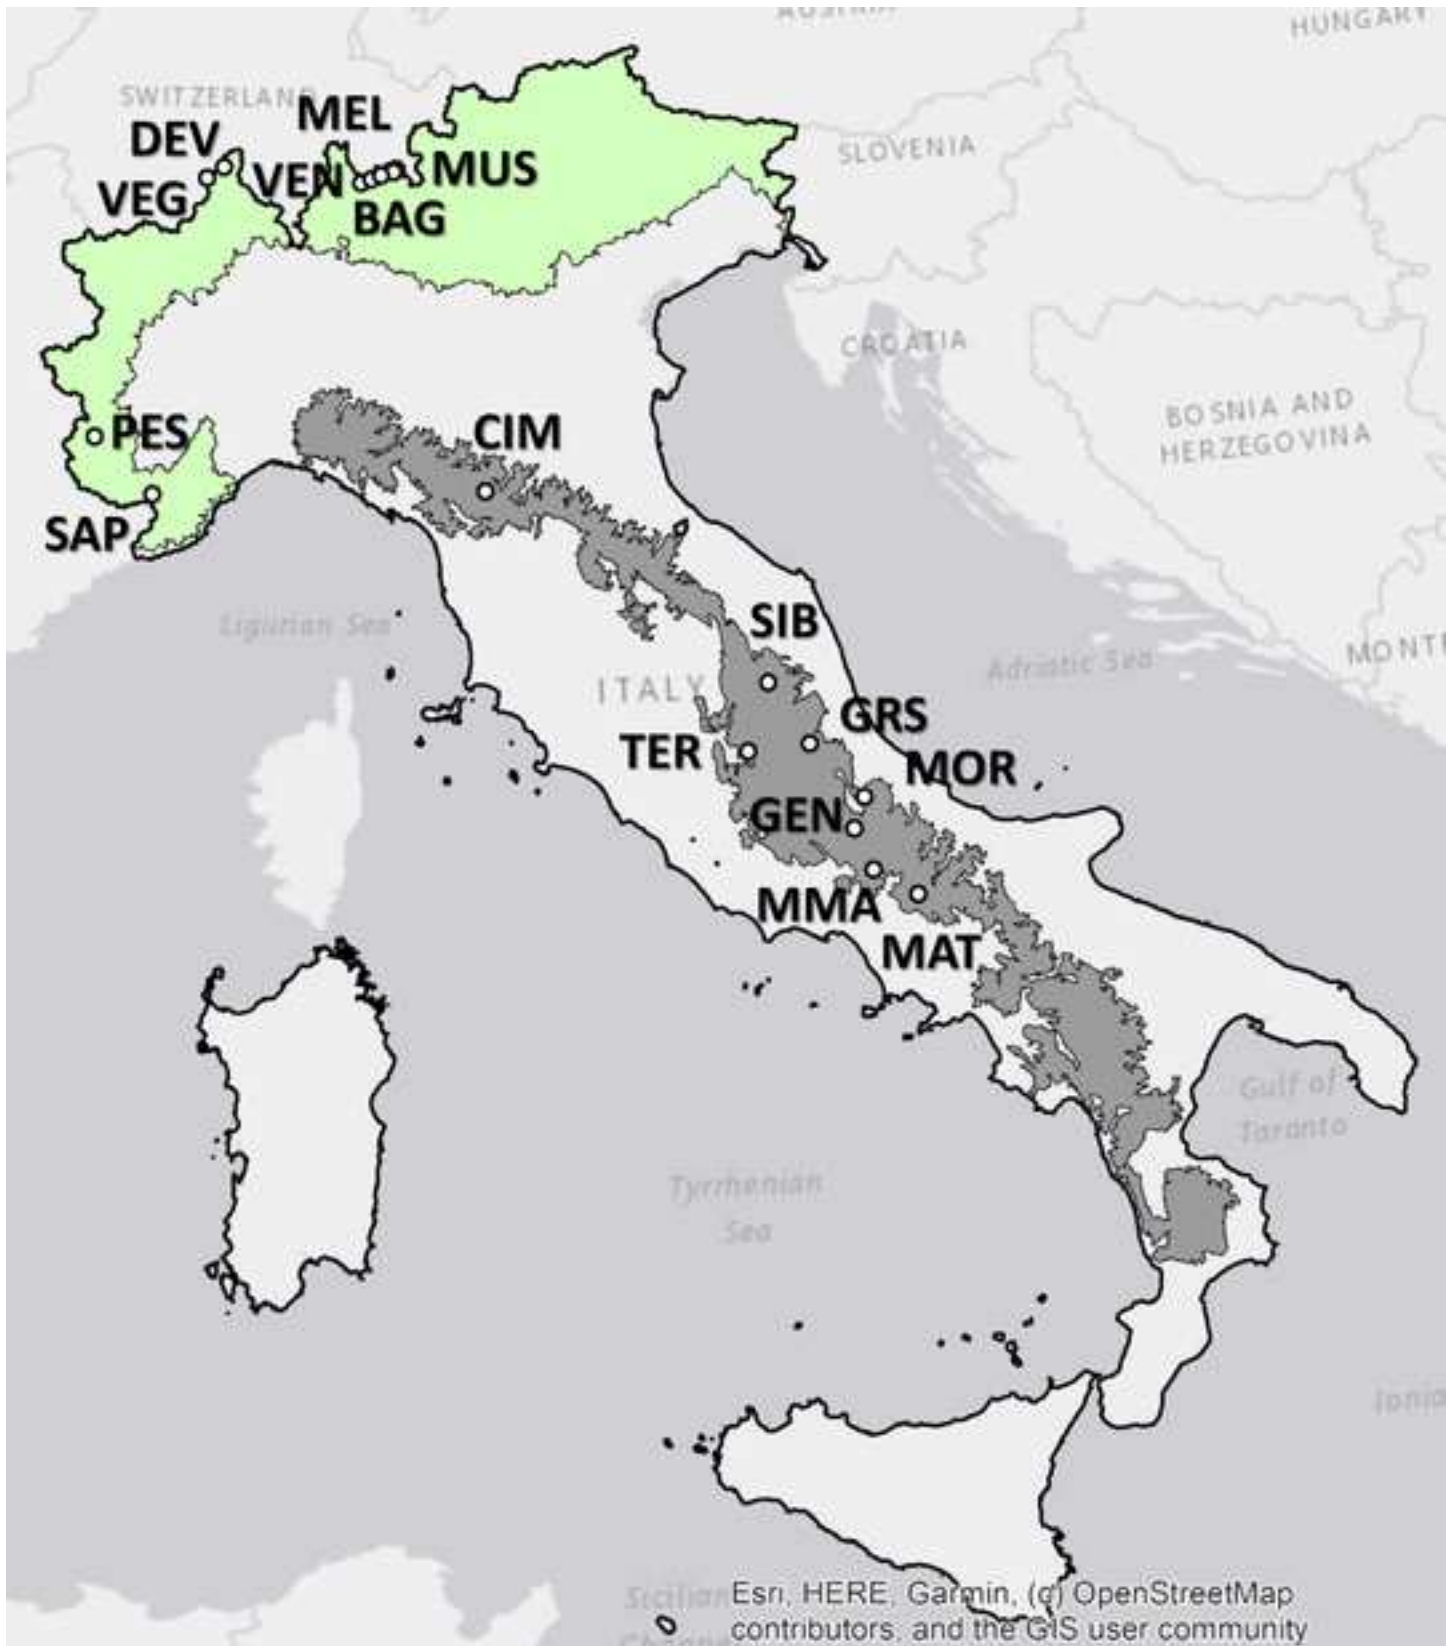 AUSTRIA
HUNGARY
SWITZERLAND
MEL
DEV
SLOVENIA
VEN
MUS
VEG
BAG
CROATIA
BOSNIA AND
HERZEGOVINA
PES
CIM
SAP
SIB
Ligurian Sea
Adriatic Sea
MONT
ITALY
GRS
TER
MOR
GEN
MMA
MAT
Gulf of
Taranto
Tyrrhenian
Sea
Ionia
Sicilian
Esri, HERE, Garmin, (c) OpenStreetMap
contributors, and the GIS user community